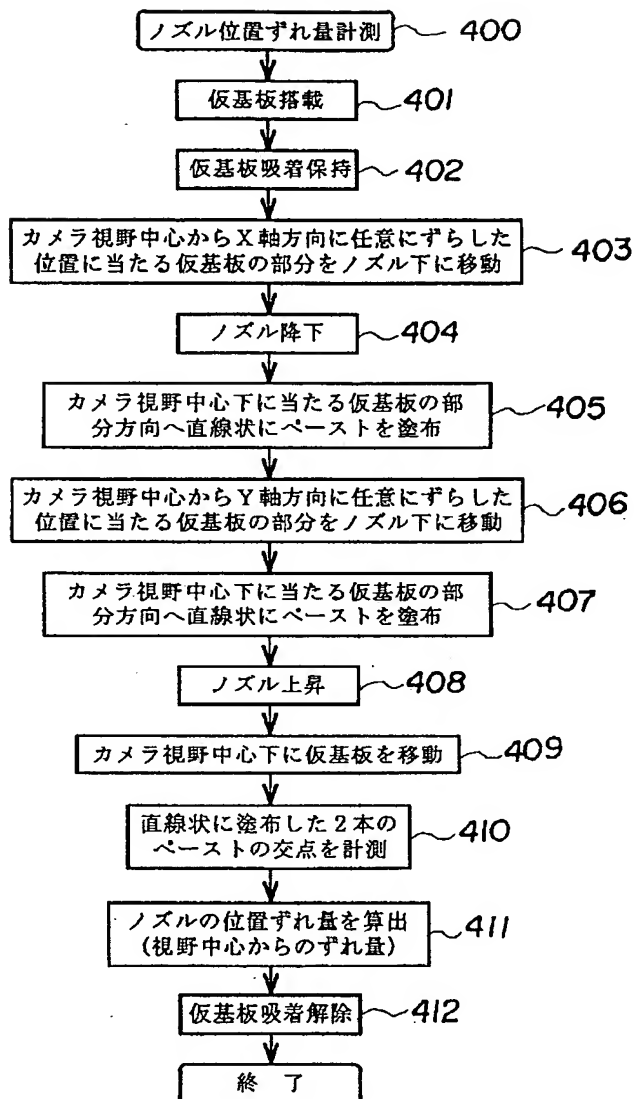 ノズル位置ずれ量計測
400
仮基板搭載
401
仮基板吸着保持
402
カメラ視野中心からX軸方向に任意にずらした
位置に当たる仮基板の部分をノズル下に移動
403
ノズル降下
404
カメラ視野中心下に当たる仮基板の部
分方向へ直線状にペーストを塗布
405
カメラ視野中心からY軸方向に任意にずらした
位置に当たる仮基板の部分をノズル下に移動
406
カメラ視野中心下に当たる仮基板の部
分方向へ直線状にペーストを塗布
407
ノズル上昇
408
カメラ視野中心下に仮基板を移動
409
直線状に塗布した2本の
ペーストの交点を計測
410
ノズルの位置ずれ量を算出
(視野中心からのずれ量)
411
仮基板吸着解除
412
終 了